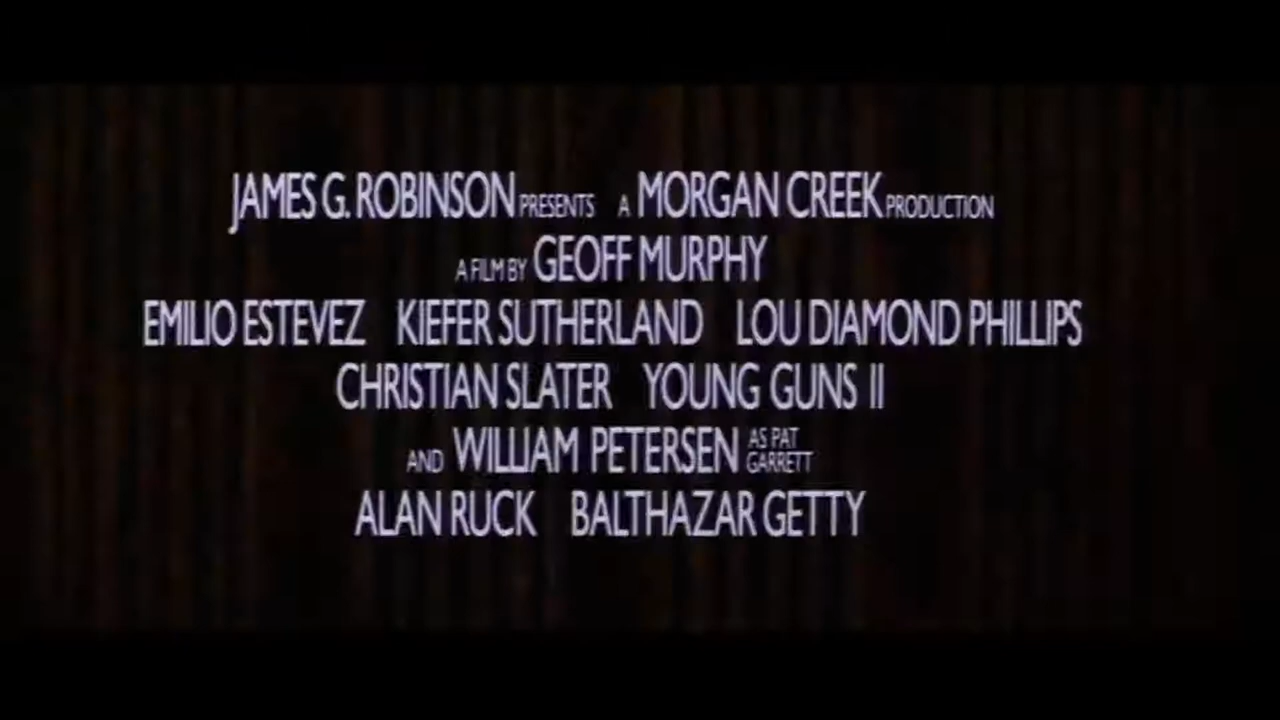 JAMES G. ROBINSON PRESENTS A MORGAN CREEK PRODUCTION
A FILM BY GEOFF MURPHY
EMILIO ESTEVEZ KIEFER SUTHERLAND LOU DIAMOND PHILLIPS
CHRISTIAN SLATER YOUNG GUNS II
AND WILLIAM PETERSEN AS PAT GARRETT
ALAN RUCK BALTHAZAR GETTY